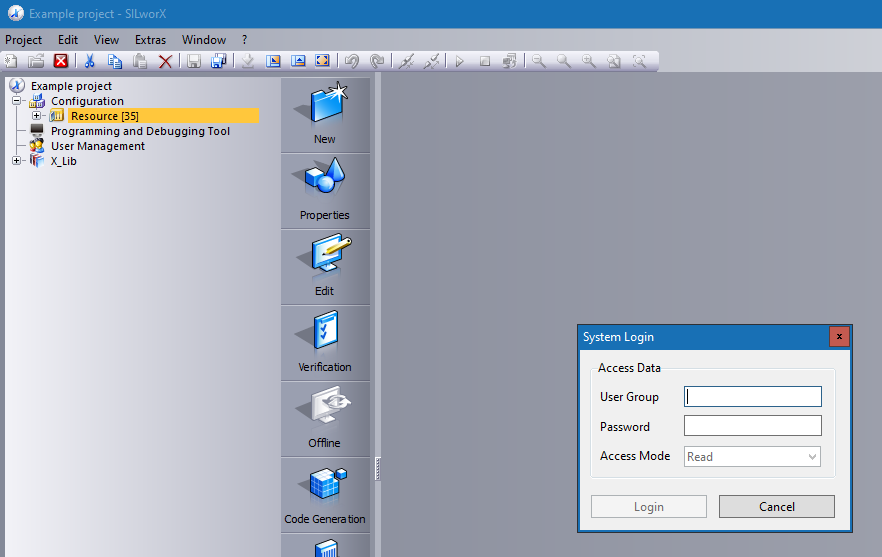 Example project - SILworX
Project Edit View Extras Window ?
Example project
Configuration
Resource [35]
Programming and Debugging Tool
User Management
X_Lib
New
Properties
Edit
Verification
Offline
Code Generation
System Login
x
Access Data
User Group
Password
Access Mode Read
Login Cancel